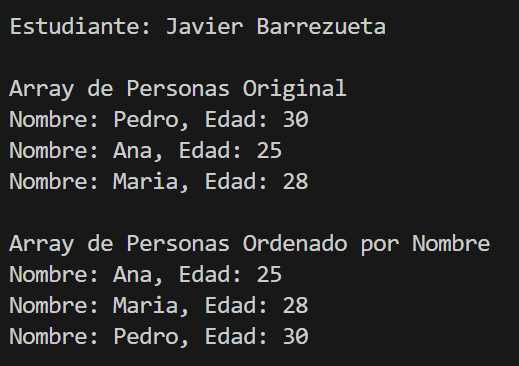 Estudiante: Javier Barrezueta
Array de Personas Original
Nombre: Pedro, Edad: 30
Nombre: Ana, Edad: 25
Nombre: Maria, Edad: 28
Array de Personas Ordenado por Nombre
Nombre: Ana, Edad: 25
Nombre: Maria, Edad: 28
Nombre: Pedro, Edad: 30